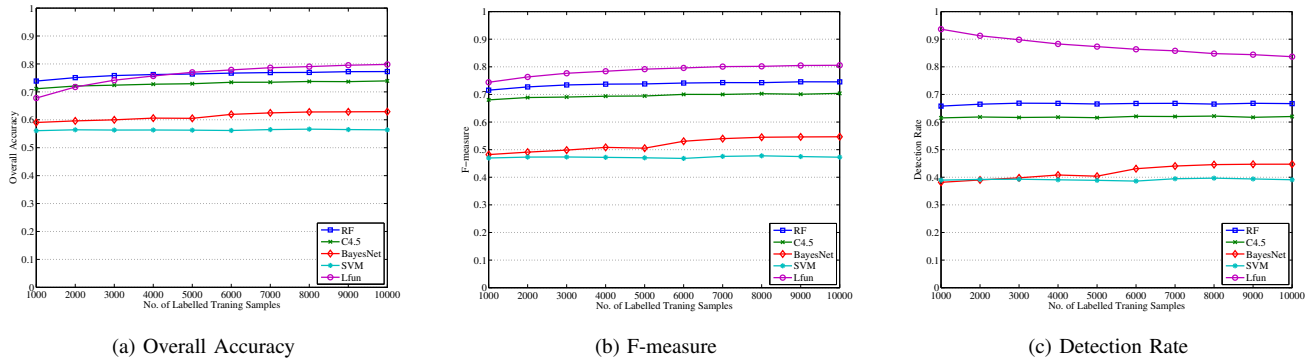 1
0.9
0.8
0.7
0.6
0.5
0.4
0.3
0.2
0.1
0
Overall Accuracy
1000 2000 3000 4000 5000 6000 7000 8000 9000 10000
No. of Labelled Traning Samples
RF
C4.5
BayesNet
SVM
Lfun
(a) Overall Accuracy
1
0.9
0.8
0.7
0.6
0.5
0.4
0.3
0.2
0.1
0
F−measure
1000 2000 3000 4000 5000 6000 7000 8000 9000 10000
No. of Labelled Traning Samples
RF
C4.5
BayesNet
SVM
Lfun
(b) F-measure
1
0.9
0.8
0.7
0.6
0.5
0.4
0.3
0.2
0.1
0
Detection Rate
1000 2000 3000 4000 5000 6000 7000 8000 9000 10000
No. of Labelled Traning Samples
RF
C4.5
BayesNet
SVM
Lfun
(c) Detection Rate